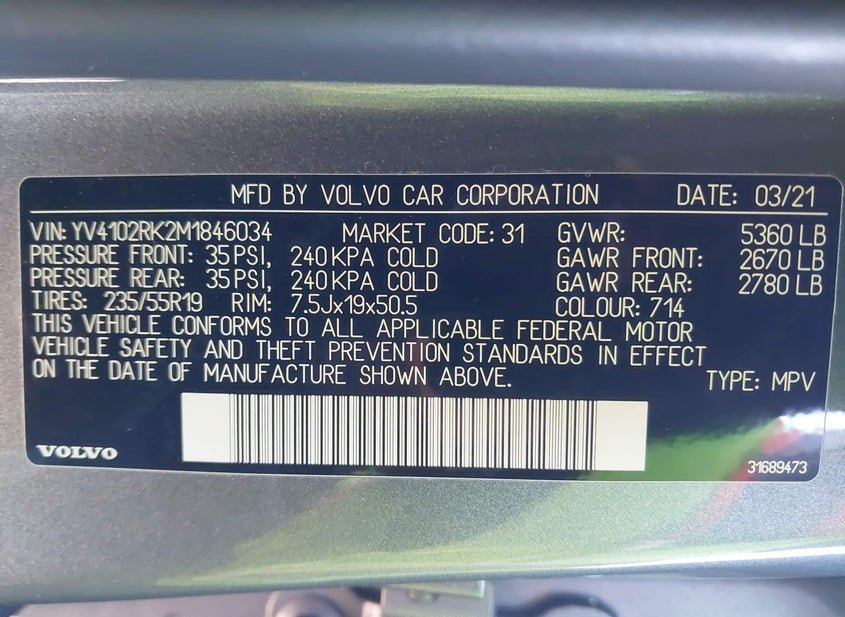 MFD BY VOLVO CAR CORPORATION DATE: 03/21
VIN: YV4102RK2M1846034 MARKET CODE: 31 GVWR: 5360 LB
PRESSURE FRONT: 35 PSI, 240 KPA COLD GAWR FRONT: 2670 LB
PRESSURE REAR: 35 PSI, 240 KPA COLD GAWR REAR: 2780 LB
TIRES: 235/55R19 RIM: 7.5Jx19x50.5 COLOUR: 714
THIS VEHICLE CONFORMS TO ALL APPLICABLE FEDERAL MOTOR
VEHICLE SAFETY AND THEFT PREVENTION STANDARDS IN EFFECT
ON THE DATE OF MANUFACTURE SHOWN ABOVE. TYPE: MPV
VOLVO 31689473